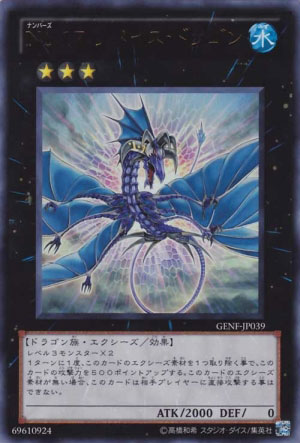 ナンバーズ
水
GENF-JP039
【ドラゴン族・エクシーズ/効果】
レベル3モンスター×2
1ターンに1度、このカードのエクシーズ素材を1つ取り除く事で、この
カードの攻撃力を500ポイントアップする。このカードのエクシーズ
素材が無い場合、このカードは相手プレイヤーに直接攻撃する事は
できない。
ATK/2000 DEF/ 0
69610924
©高橋和希 スタジオ・ダイス/集英社